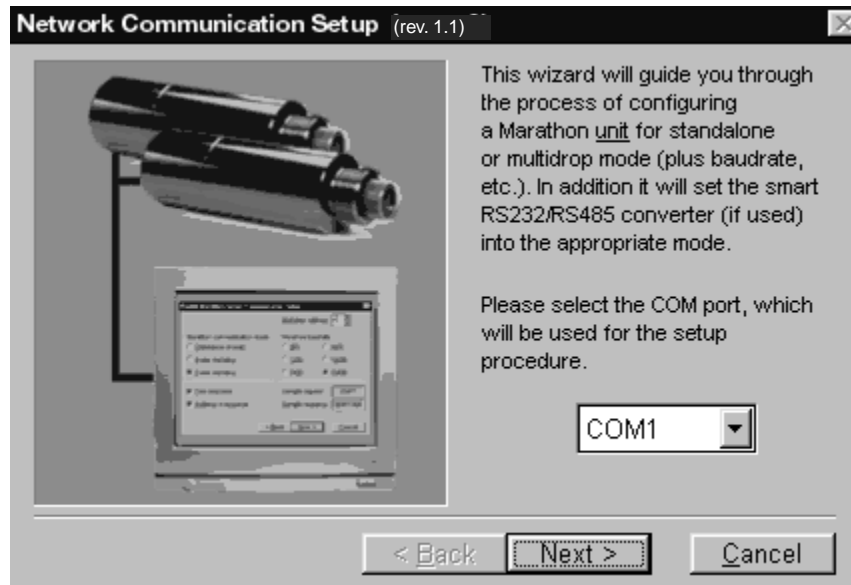 Network Communication Setup (rev. 1.1)
This wizard will guide you through
the process of configuring
a Marathon unit for standalone
or multidrop mode (plus baudrate,
etc.). In addition it will set the smart
RS232/RS485 converter (if used)
into the appropriate mode.
Please select the COM port, which
will be used for the setup
procedure.
COM1
< Back
Next >
Cancel